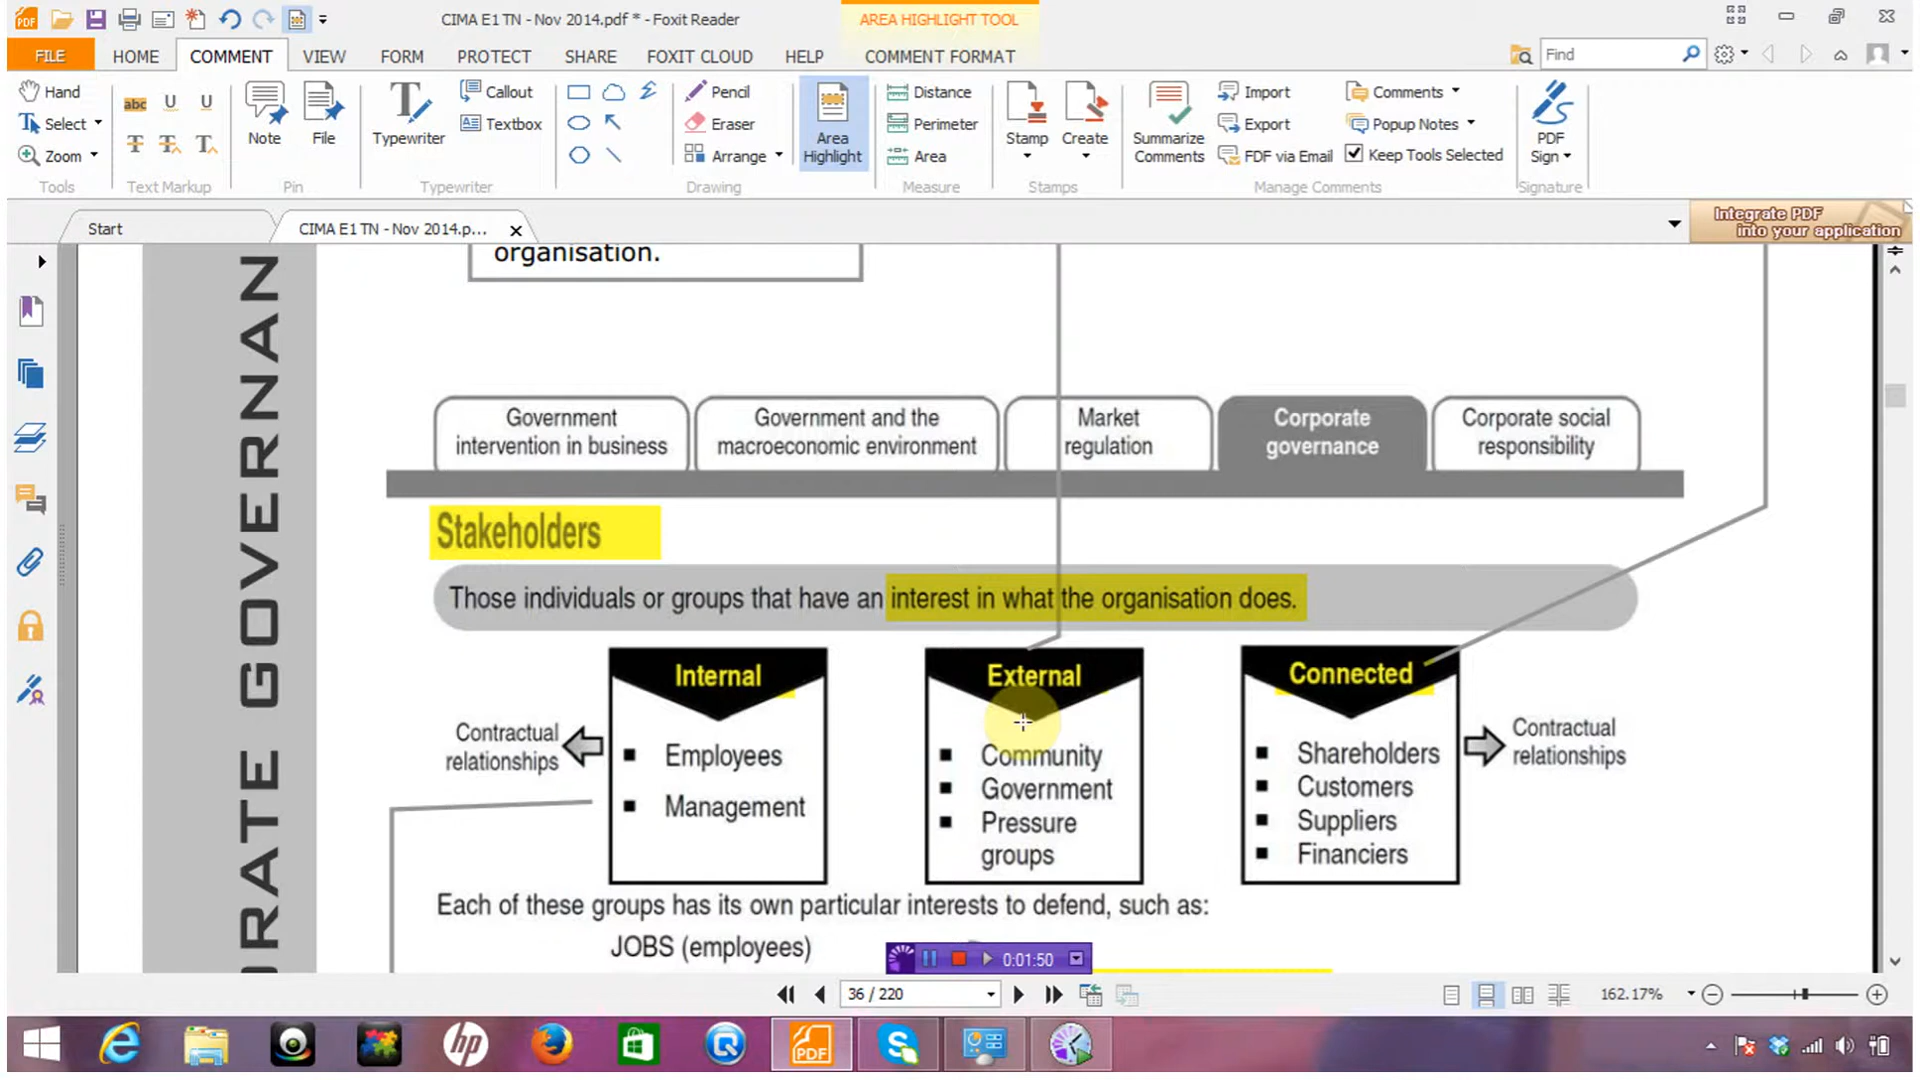 CIMA E1 TN - Nov 2014.pdf * - Foxit Reader
AREA HIGHLIGHT TOOL
FILE
HOME
COMMENT
VIEW
FORM
PROTECT
SHARE
FOXIT CLOUD
HELP
COMMENT FORMAT
Find
Hand
Select
Zoom
Tools
abc
U
U
T
T
T
Text Markup
Note
File
Pin
Typewriter
Callout
Textbox
Typewriter
Pencil
Eraser
Arrange
Drawing
Area
Highlight
Distance
Perimeter
Area
Measure
Stamp
Create
Stamps
Summarize
Comments
Import
Export
FDF via Email
Comments
Popup Notes
Keep Tools Selected
Manage Comments
PDF
Sign
Signature
Start
CIMA E1 TN - Nov 2014.p...
Integrate PDF
into your application
ORATE GOVERNAN
organisation.
Government
intervention in business
Government and the
macroeconomic environment
Market
regulation
Corporate
governance
Corporate social
responsibility
Stakeholders
Those individuals or groups that have an interest in what the organisation does.
Internal
Employees
Management
Contractual
relationships
External
Community
Government
Pressure
groups
Connected
Shareholders
Customers
Suppliers
Financiers
Contractual
relationships
Each of these groups has its own particular interests to defend, such as:
JOBS (employees)
0:01:50
36 / 220
162.17%
hp
PDF